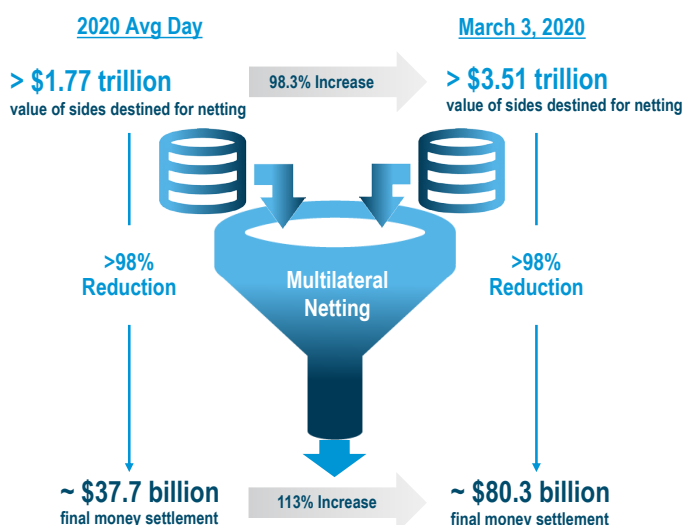 2020 Avg Day
March 3, 2020
> $1.77 trillion
98.3% Increase
> $3.51 trillion
value of sides destined for netting
value of sides destined for netting
>98%
Reduction
Multilateral
Netting
>98%
Reduction
~ $37.7 billion
113% Increase
~ $80.3 billion
final money settlement
final money settlement